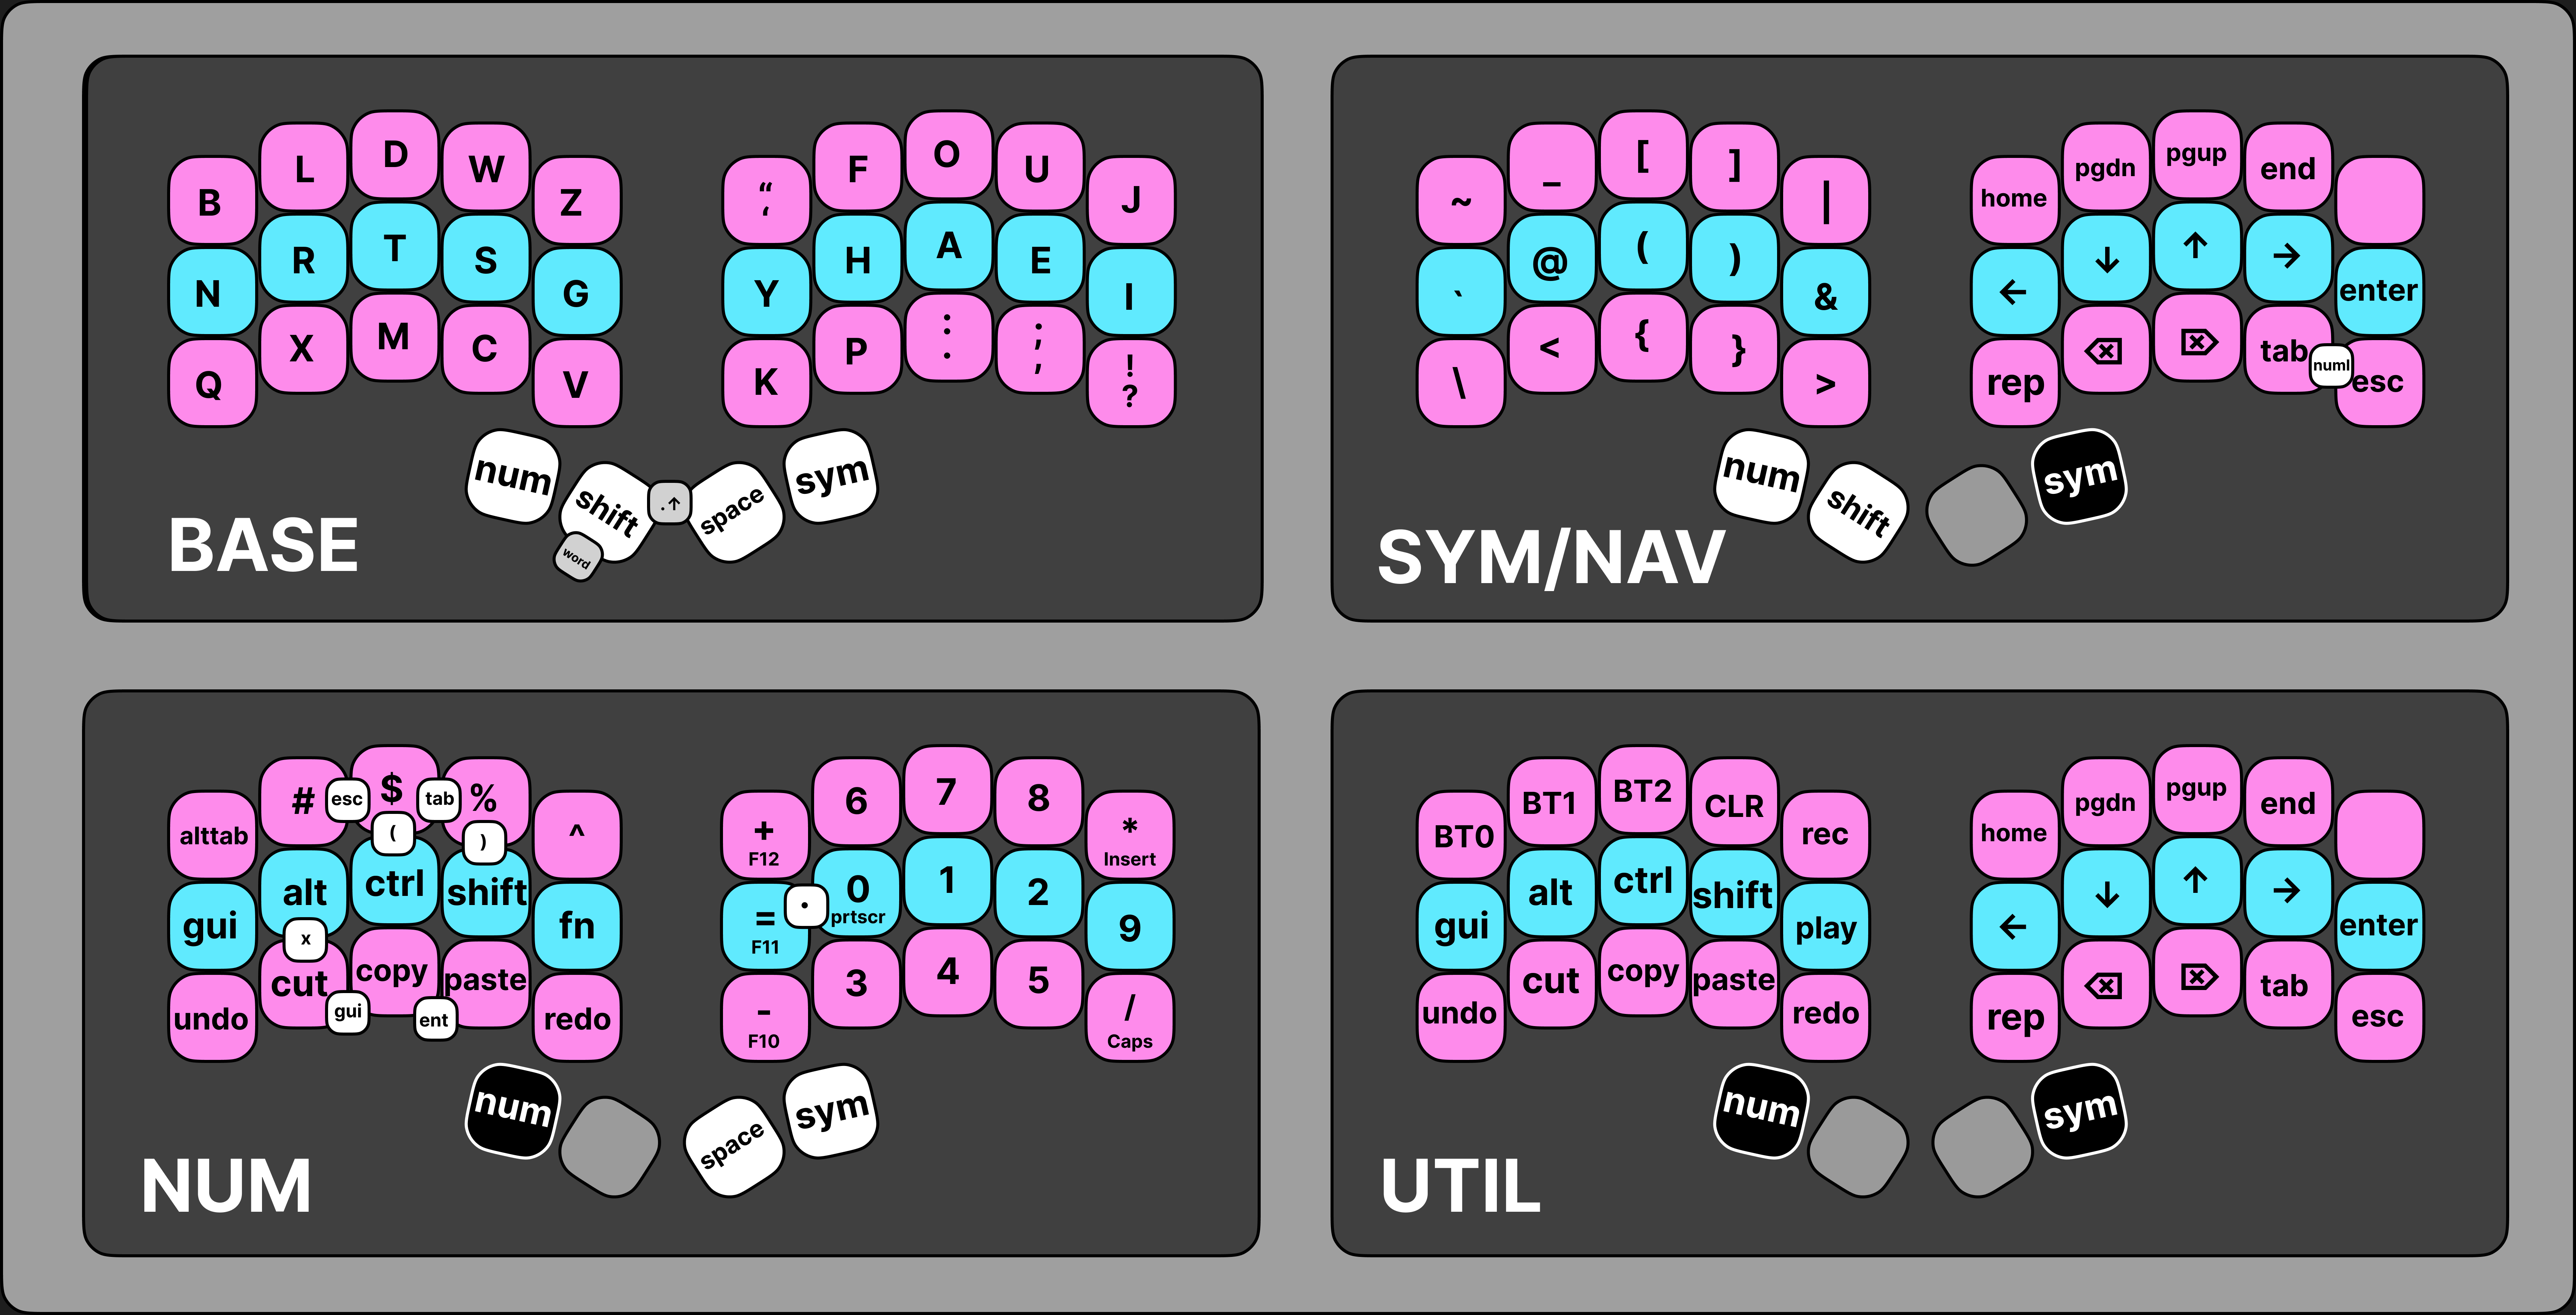 B L D W Z “ F O U J
‘
N R T S G Y H A E I
Q X M C V K P : ; !
. , ?
num shift .↑ space sym
word
BASE
~ _ [ ] | home pgdn pgup end
` @ ( ) & ← ↓ ↑ → enter
\ < { } > rep ⌫ ⌦ tab numl esc
num shift sym
SYM/NAV
alttab # esc $ tab % ^ + 6 7 8 *
F12 Insert
( )
gui alt ctrl shift fn = • 0 1 2 9
F11 prtscr
x
undo cut copy paste redo - 3 4 5 /
F10 Caps
gui ent
num space sym
NUM
BT0 BT1 BT2 CLR rec home pgdn pgup end
gui alt ctrl shift play ← ↓ ↑ → enter
undo cut copy paste redo rep ⌫ ⌦ tab esc
num sym
UTIL